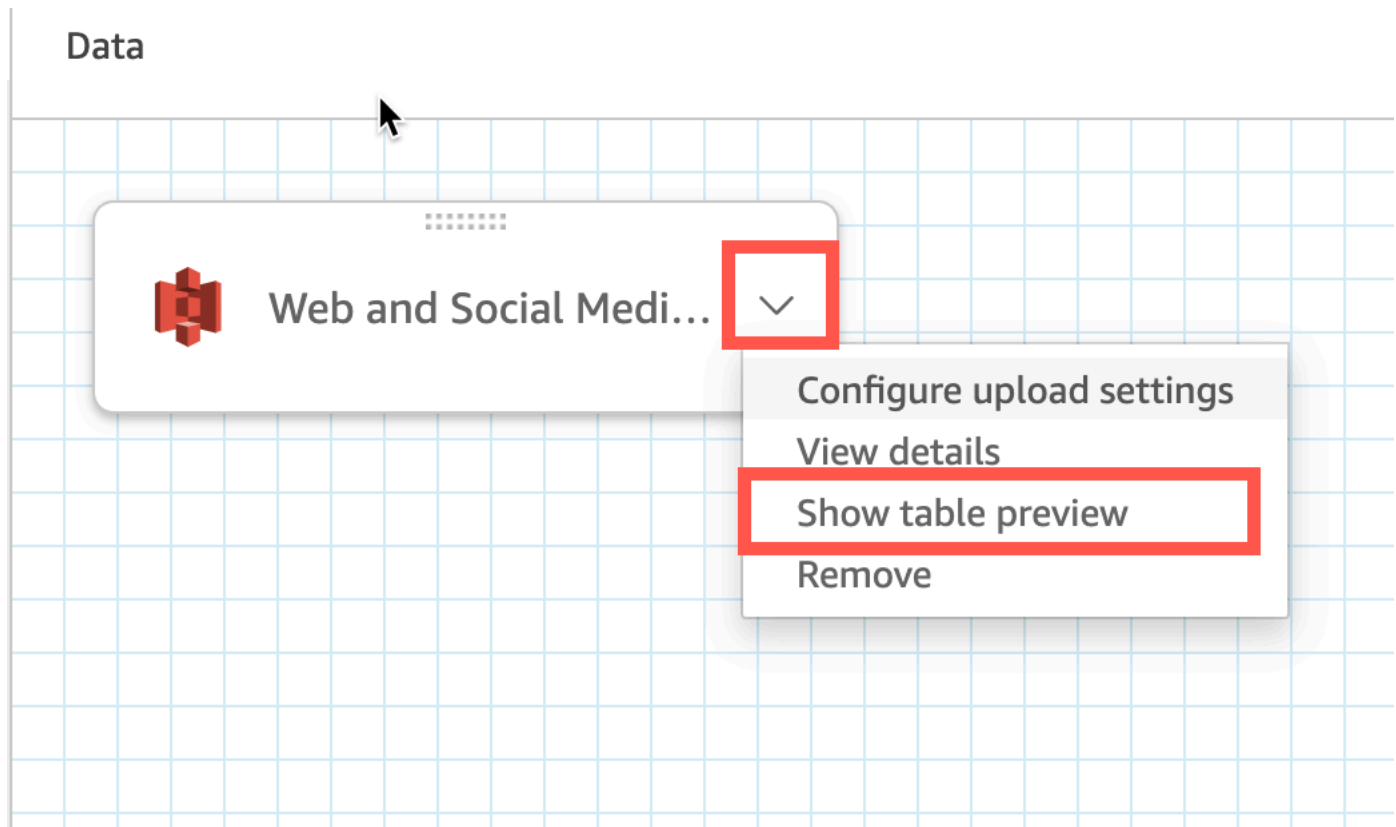 Data
Web and Social Medi...
Configure upload settings
View details
Show table preview
Remove